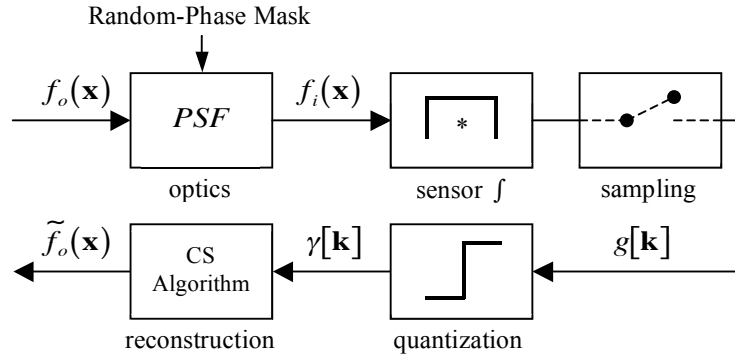 Random-Phase Mask
f_o(𝐱)
PSF
f_i(𝐱)
*
optics
sensor ∫
sampling
f̃_o(𝐱)
CS
Algorithm
γ[𝐤]
g[𝐤]
reconstruction
quantization